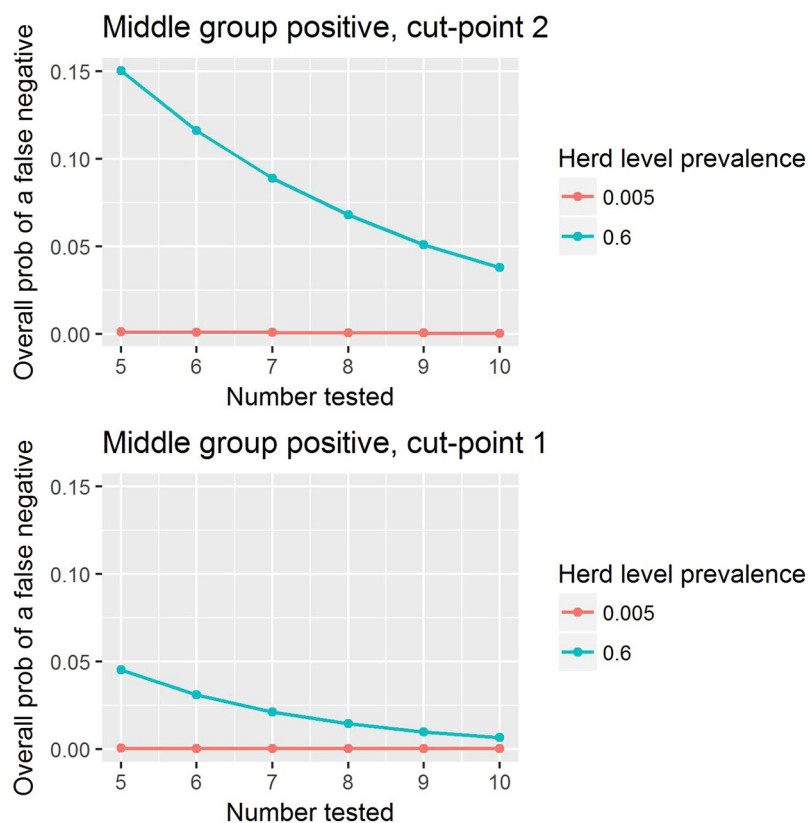 Middle group positive, cut-point 2
Overall prob of a false negative
0.15
0.10
0.05
0.00
5 6 7 8 9 10
Number tested
Herd level prevalence
0.005
0.6
Middle group positive, cut-point 1
Overall prob of a false negative
0.15
0.10
0.05
0.00
5 6 7 8 9 10
Number tested
Herd level prevalence
0.005
0.6